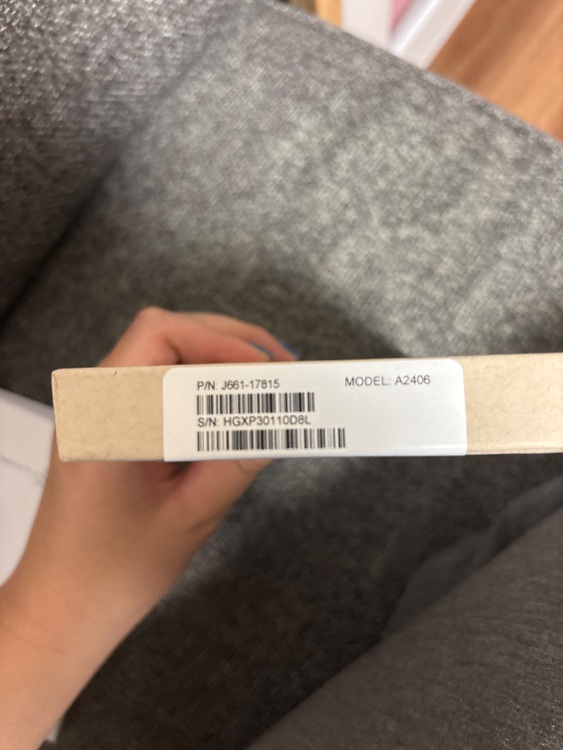 P/N: J661-17815 MODEL: A2406
S/N: HGXP30110D8L